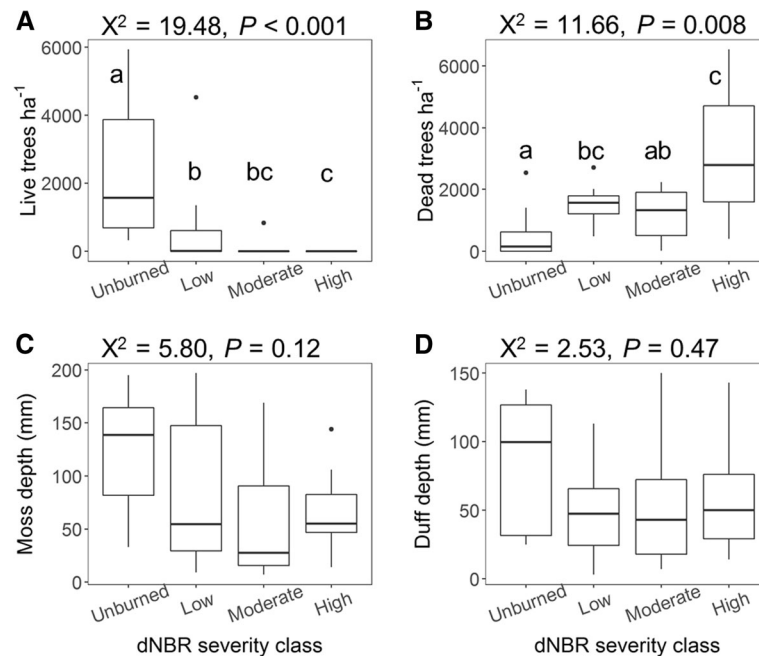 A
X² = 19.48, P < 0.001
Live trees ha⁻¹
6000
4000
2000
0
a
b
bc
c
Unburned
Low
Moderate
High
B
X² = 11.66, P = 0.008
Dead trees ha⁻¹
6000
4000
2000
0
a
bc
ab
c
Unburned
Low
Moderate
High
C
X² = 5.80, P = 0.12
Moss depth (mm)
200
150
100
50
0
Unburned
Low
Moderate
High
dNBR severity class
D
X² = 2.53, P = 0.47
Duff depth (mm)
150
100
50
0
Unburned
Low
Moderate
High
dNBR severity class